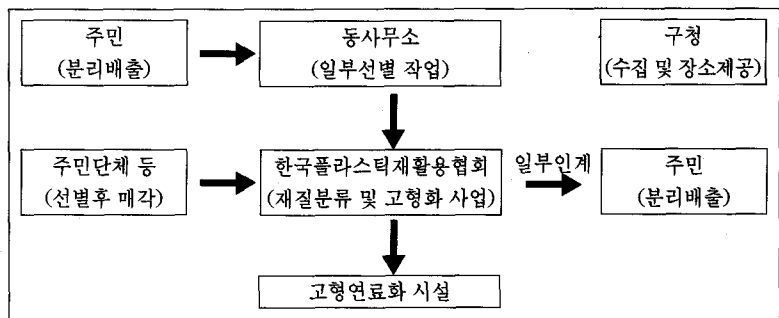 주민
(분리배출)
동사무소
(일부선별 작업)
구청
(수집 및 장소제공)
주민단체 등
(선별후 매각)
한국플라스틱재활용협회
(재질분류 및 고형화 사업)
일부인계
주민
(분리배출)
고형연료화 시설